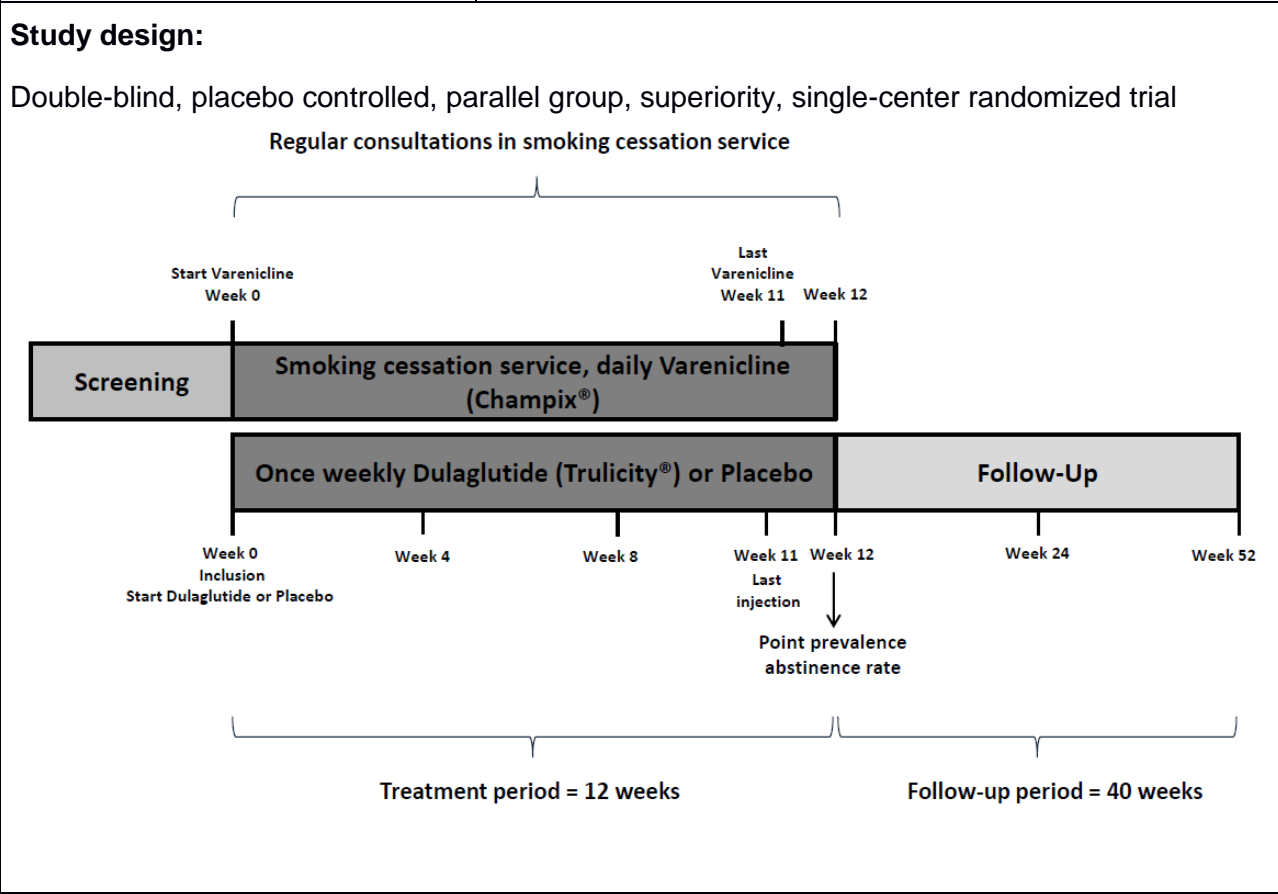 Study design:
Double-blind, placebo controlled, parallel group, superiority, single-center randomized trial
Regular consultations in smoking cessation service
Start Varenicline
Week 0
Last
Varenicline
Week 11
Week 12
Screening
Smoking cessation service, daily Varenicline
(Champix®)
Once weekly Dulaglutide (Trulicity®) or Placebo
Follow-Up
Week 0
Inclusion
Start Dulaglutide or Placebo
Week 4
Week 8
Week 11
Last
injection
Week 12
Week 24
Week 52
Point prevalence
abstinence rate
Treatment period = 12 weeks
Follow-up period = 40 weeks